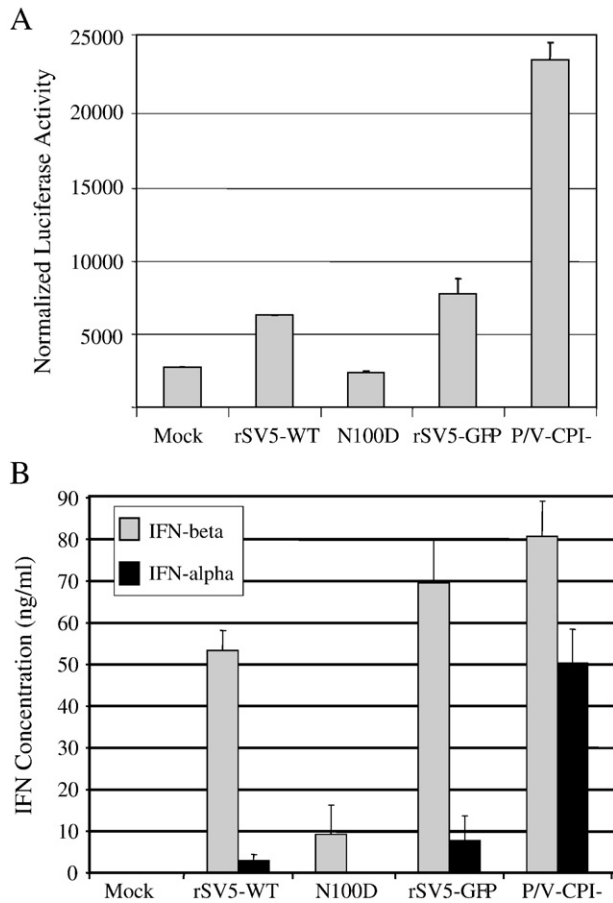 A
Normalized Luciferase Activity
25000
20000
15000
10000
5000
Mock rSV5-WT N100D rSV5-GFP P/V-CPI-
B
IFN Concentration (ng/ml)
90
80
70
60
50
40
30
20
10
0
IFN-beta
IFN-alpha
Mock rSV5-WT N100D rSV5-GFP P/V-CPI-